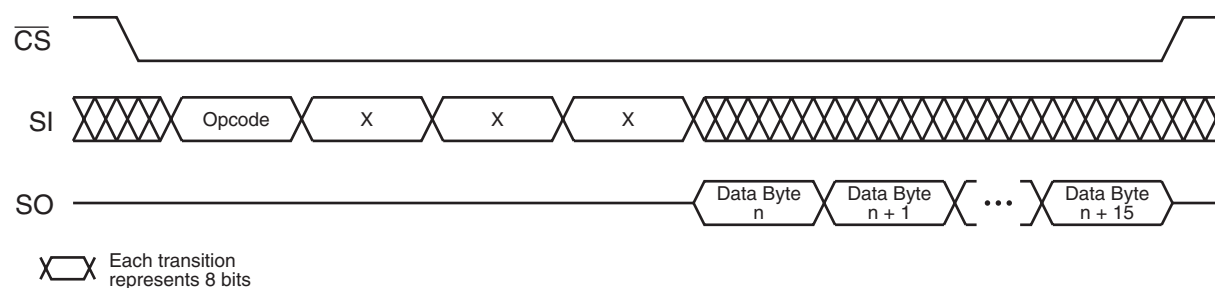 CS
SI
Opcode
X
X
X
SO
Data Byte
n
Data Byte
n + 1
•••
Data Byte
n + 15
Each transition
represents 8 bits